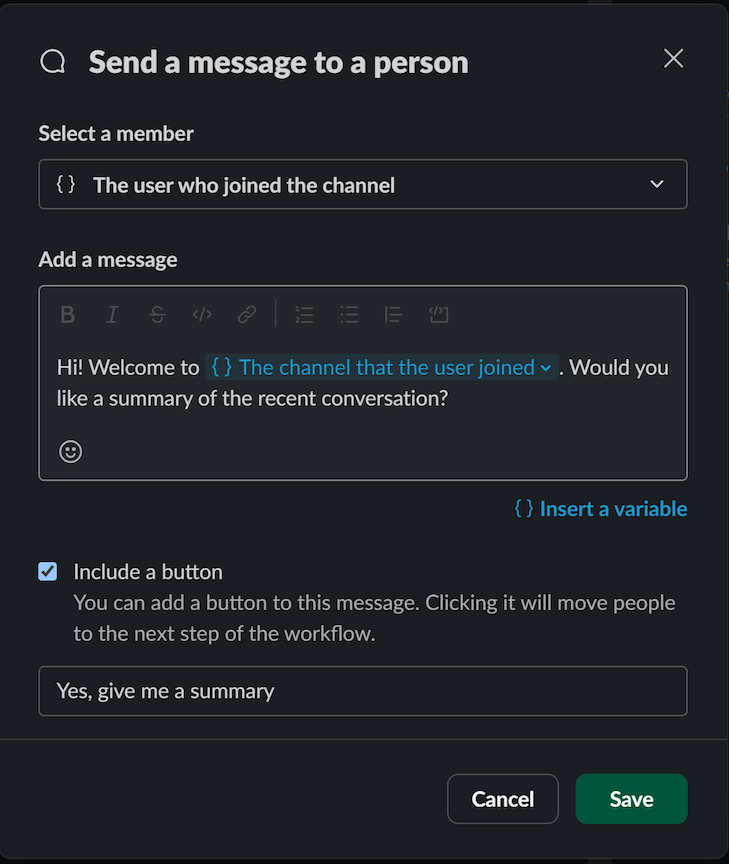 Send a message to a person
Select a member
{ } The user who joined the channel
Add a message
Hi! Welcome to { } The channel that the user joined . Would you
like a summary of the recent conversation?
{ } Insert a variable
Include a button
You can add a button to this message. Clicking it will move people
to the next step of the workflow.
Yes, give me a summary
Cancel Save